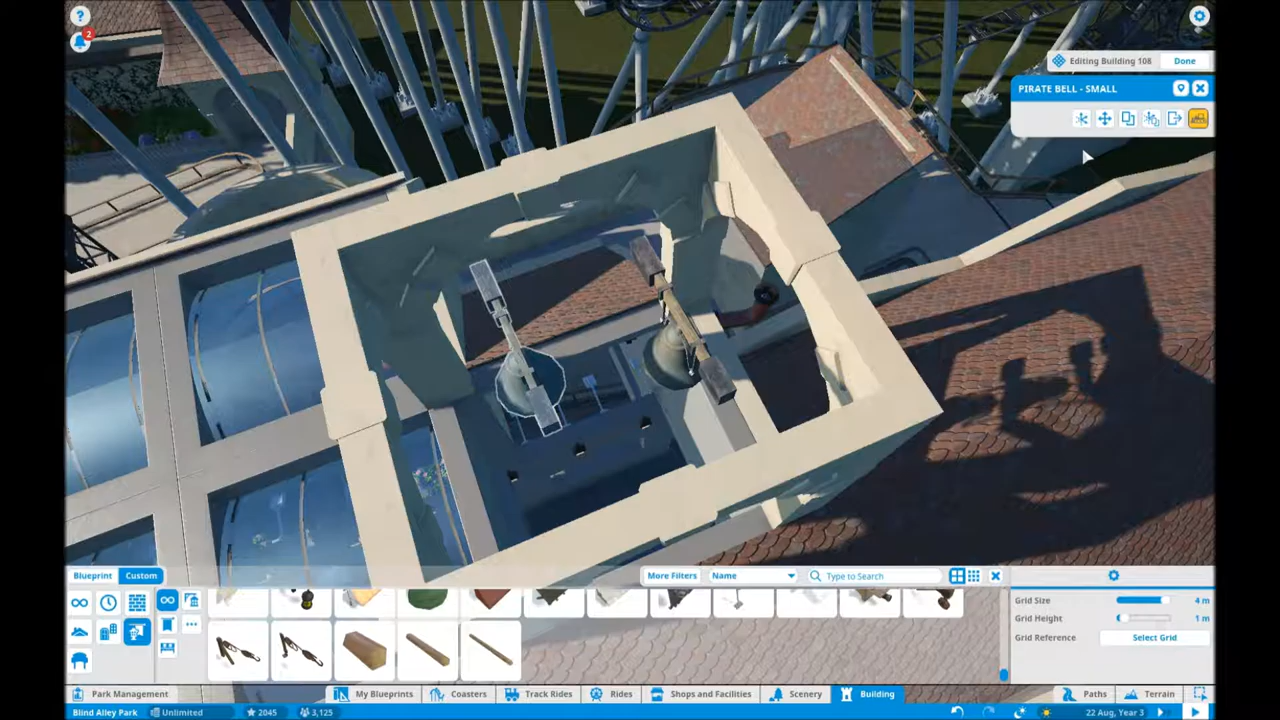 ?
2
Editing Building 108 Done
PIRATE BELL - SMALL
Blueprint Custom
More Filters Name Type to Search
Grid Size 4 m
Grid Height 1 m
Grid Reference Select Grid
Park Management My Blueprints Coasters Track Rides Rides Shops and Facilities Scenery Building Paths Terrain
Blind Alley Park Unlimited 2045 3,125 22 Aug, Year 3